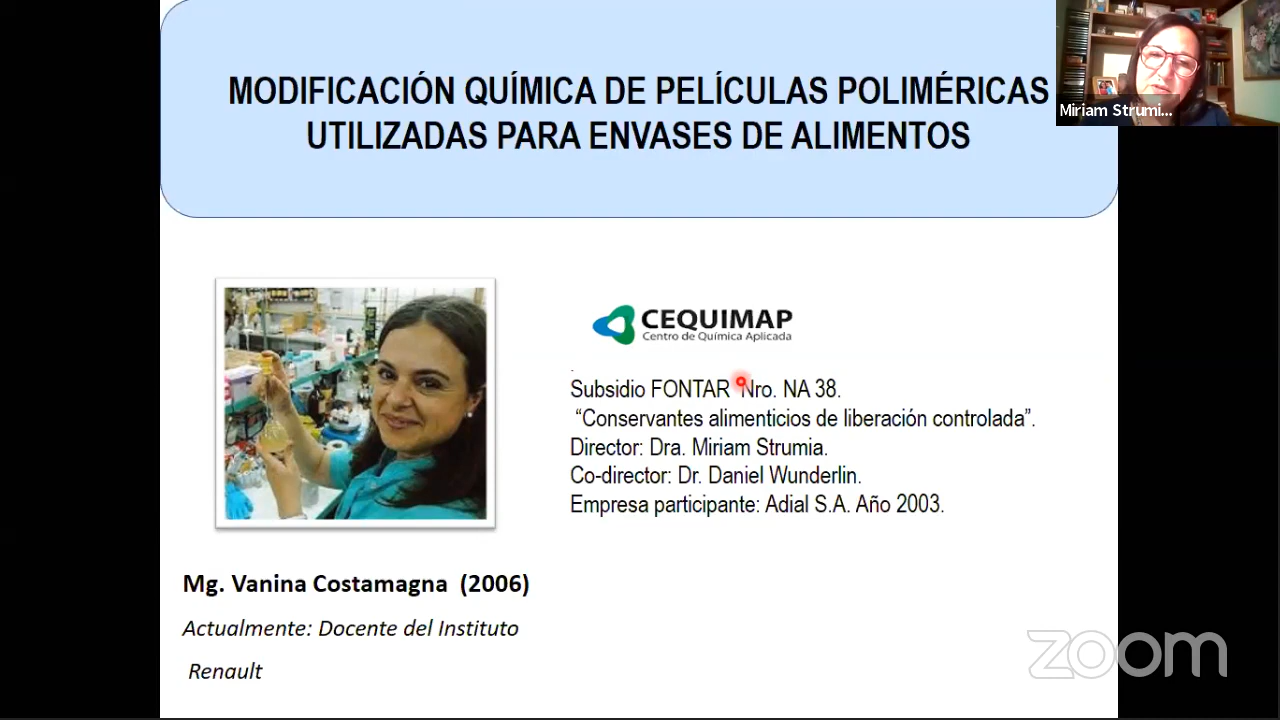 MODIFICACIÓN QUÍMICA DE PELÍCULAS POLIMÉRICAS
UTILIZADAS PARA ENVASES DE ALIMENTOS
Miriam Strumi...
CEQUIMAP
Centro de Química Aplicada
Subsidio FONTAR Nro. NA 38.
“Conservantes alimenticios de liberación controlada”.
Director: Dra. Miriam Strumia.
Co-director: Dr. Daniel Wunderlin.
Empresa participante: Adial S.A. Año 2003.
Mg. Vanina Costamagna (2006)
Actualmente: Docente del Instituto
Renault
zoom